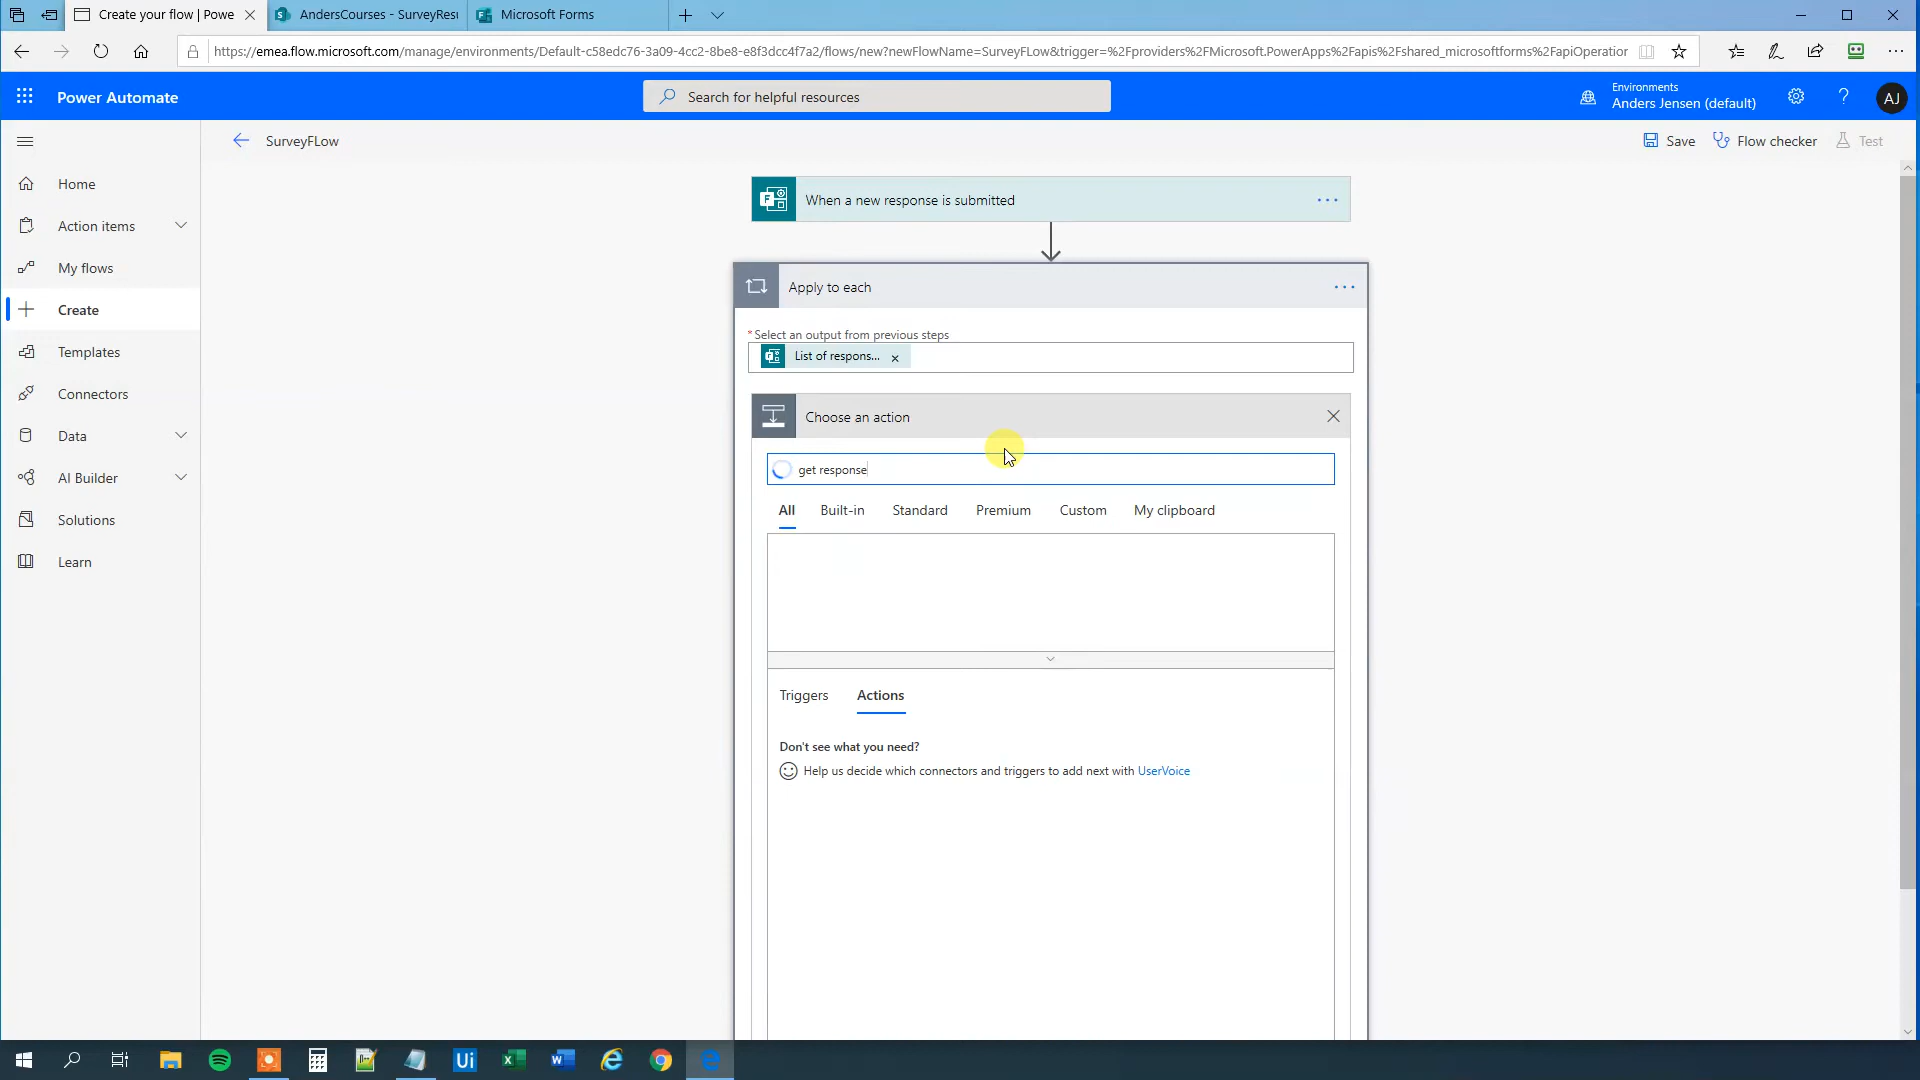 Create your flow | Powe
AndersCourses - SurveyResu
Microsoft Forms
https://emea.flow.microsoft.com/manage/environments/Default-c58edc76-3a09-4cc2-8be8-e8f3dcc4f7a2/flows/new?newFlowName=SurveyFLow&trigger=%2Fproviders%2FMicrosoft.PowerApps%2Fapis%2Fshared_microsoftforms%2FapiOperation
Power Automate
Search for helpful resources
Environments
Anders Jensen (default)
?
AJ
SurveyFLow
Save
Flow checker
Test
Home
Action items
My flows
Create
Templates
Connectors
Data
AI Builder
Solutions
Learn
When a new response is submitted
Apply to each
* Select an output from previous steps
List of respons... ×
Choose an action
get response
All Built-in Standard Premium Custom My clipboard
Triggers Actions
Don't see what you need?
Help us decide which connectors and triggers to add next with UserVoice